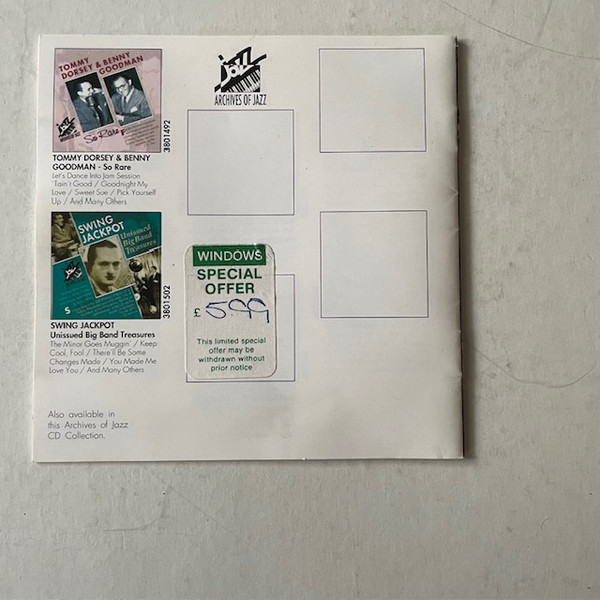 TOMMY
DORSEY & BENNY
GOODMAN
So Rare
3801492
TOMMY DORSEY & BENNY
GOODMAN - So Rare
Let's Dance Into Jam Session
'Tain't Good / Goodnight My
Love / Sweet Sue / Pick Yourself
Up / And Many Others
SWING
JACKPOT
Unissued
Big Band
Treasures
3801502
SWING JACKPOT
Unissued Big Band Treasures
The Minor Goes Muggin' / Keep
Cool, Fool / There'll Be Some
Changes Made / You Made Me
Love You / And Many Others
Also available in
this Archives of Jazz
CD Collection.
JAZZ
ARCHIVES OF JAZZ
WINDOWS
SPECIAL
OFFER
£ 5.99
This limited special
offer may be
withdrawn without
prior notice